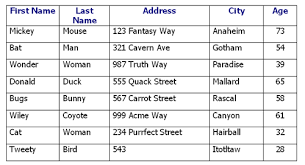 First Name Last Name Address City Age
Mickey Mouse 123 Fantasy Way Anaheim 73
Bat Man 321 Cavern Ave Gotham 54
Wonder Woman 987 Truth Way Paradise 39
Donald Duck 555 Quack Street Mallard 65
Bugs Bunny 567 Carrot Street Rascal 58
Wiley Coyote 999 Acme Way Canyon 61
Cat Woman 234 Purrfect Street Hairball 32
Tweety Bird 543 Itotltaw 28